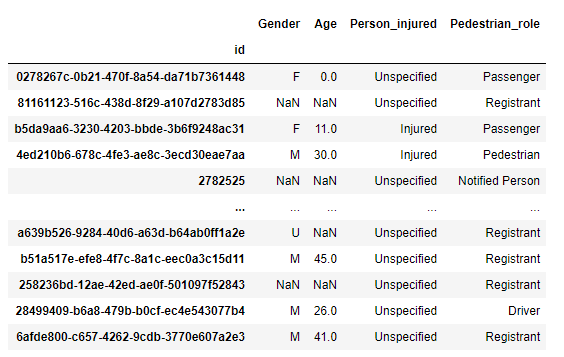 Gender Age Person_injured Pedestrian_role
id
0278267c-0b21-470f-8a54-da71b7361448 F 0.0 Unspecified Passenger
81161123-516c-438d-8f29-a107d2783d85 NaN NaN Unspecified Registrant
b5da9aa6-3230-4203-bbde-3b6f9248ac31 F 11.0 Injured Passenger
4ed210b6-678c-4fe3-ae8c-3ecd30eae7aa M 30.0 Injured Pedestrian
2782525 NaN NaN Unspecified Notified Person
... ... ... ... ...
a639b526-9284-40d6-a63d-b64ab0ff1a2e U NaN Unspecified Registrant
b51a517e-efe8-4f7c-8a1c-eec0a3c15d11 M 45.0 Unspecified Registrant
258236bd-12ae-42ed-ae0f-501097f52843 NaN NaN Unspecified Registrant
28499409-b6a8-479b-b0cf-ec4e543077b4 M 26.0 Unspecified Driver
6afde800-c657-4262-9cdb-3770e607a2e3 M 41.0 Unspecified Registrant